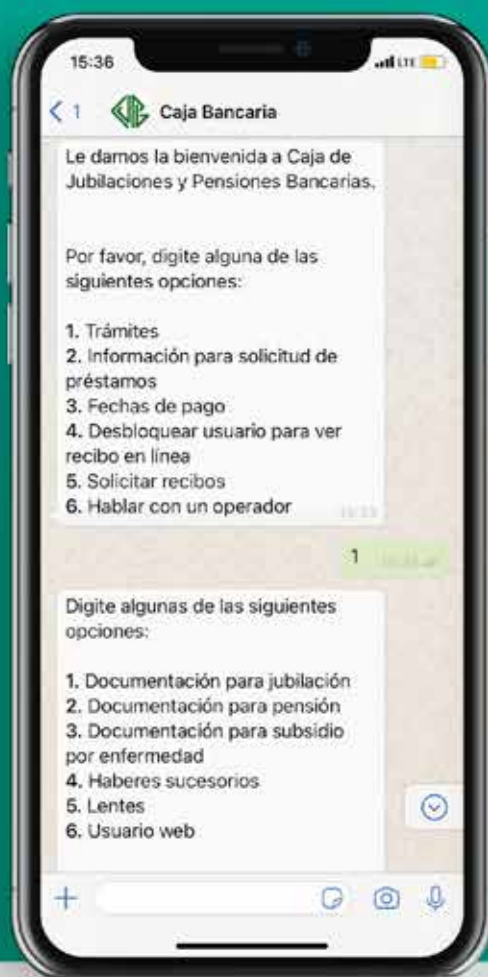 15:36
LTE
1
Caja Bancaria
Le damos la bienvenida a Caja de
Jubilaciones y Pensiones Bancarias.
Por favor, digite alguna de las
siguientes opciones:
1. Trámites
2. Información para solicitud de
préstamos
3. Fechas de pago
4. Desbloquear usuario para ver
recibo en línea
5. Solicitar recibos
6. Hablar con un operador
1
Digite algunas de las siguientes
opciones:
1. Documentación para jubilación
2. Documentación para pensión
3. Documentación para subsidio
por enfermedad
4. Haberes sucesorios
5. Lentes
6. Usuario web